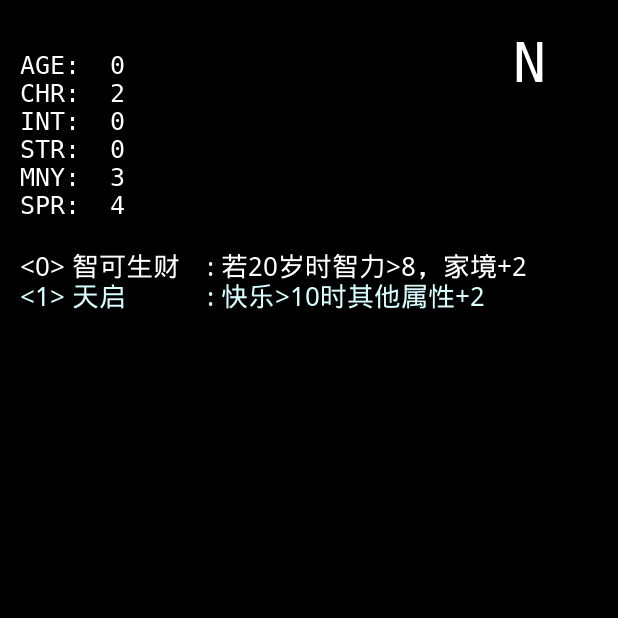 N
AGE: 0
CHR: 2
INT: 0
STR: 0
MNY: 3
SPR: 4
<0> 智可生财 : 若20岁时智力>8，家境+2
<1> 天启 : 快乐>10时其他属性+2